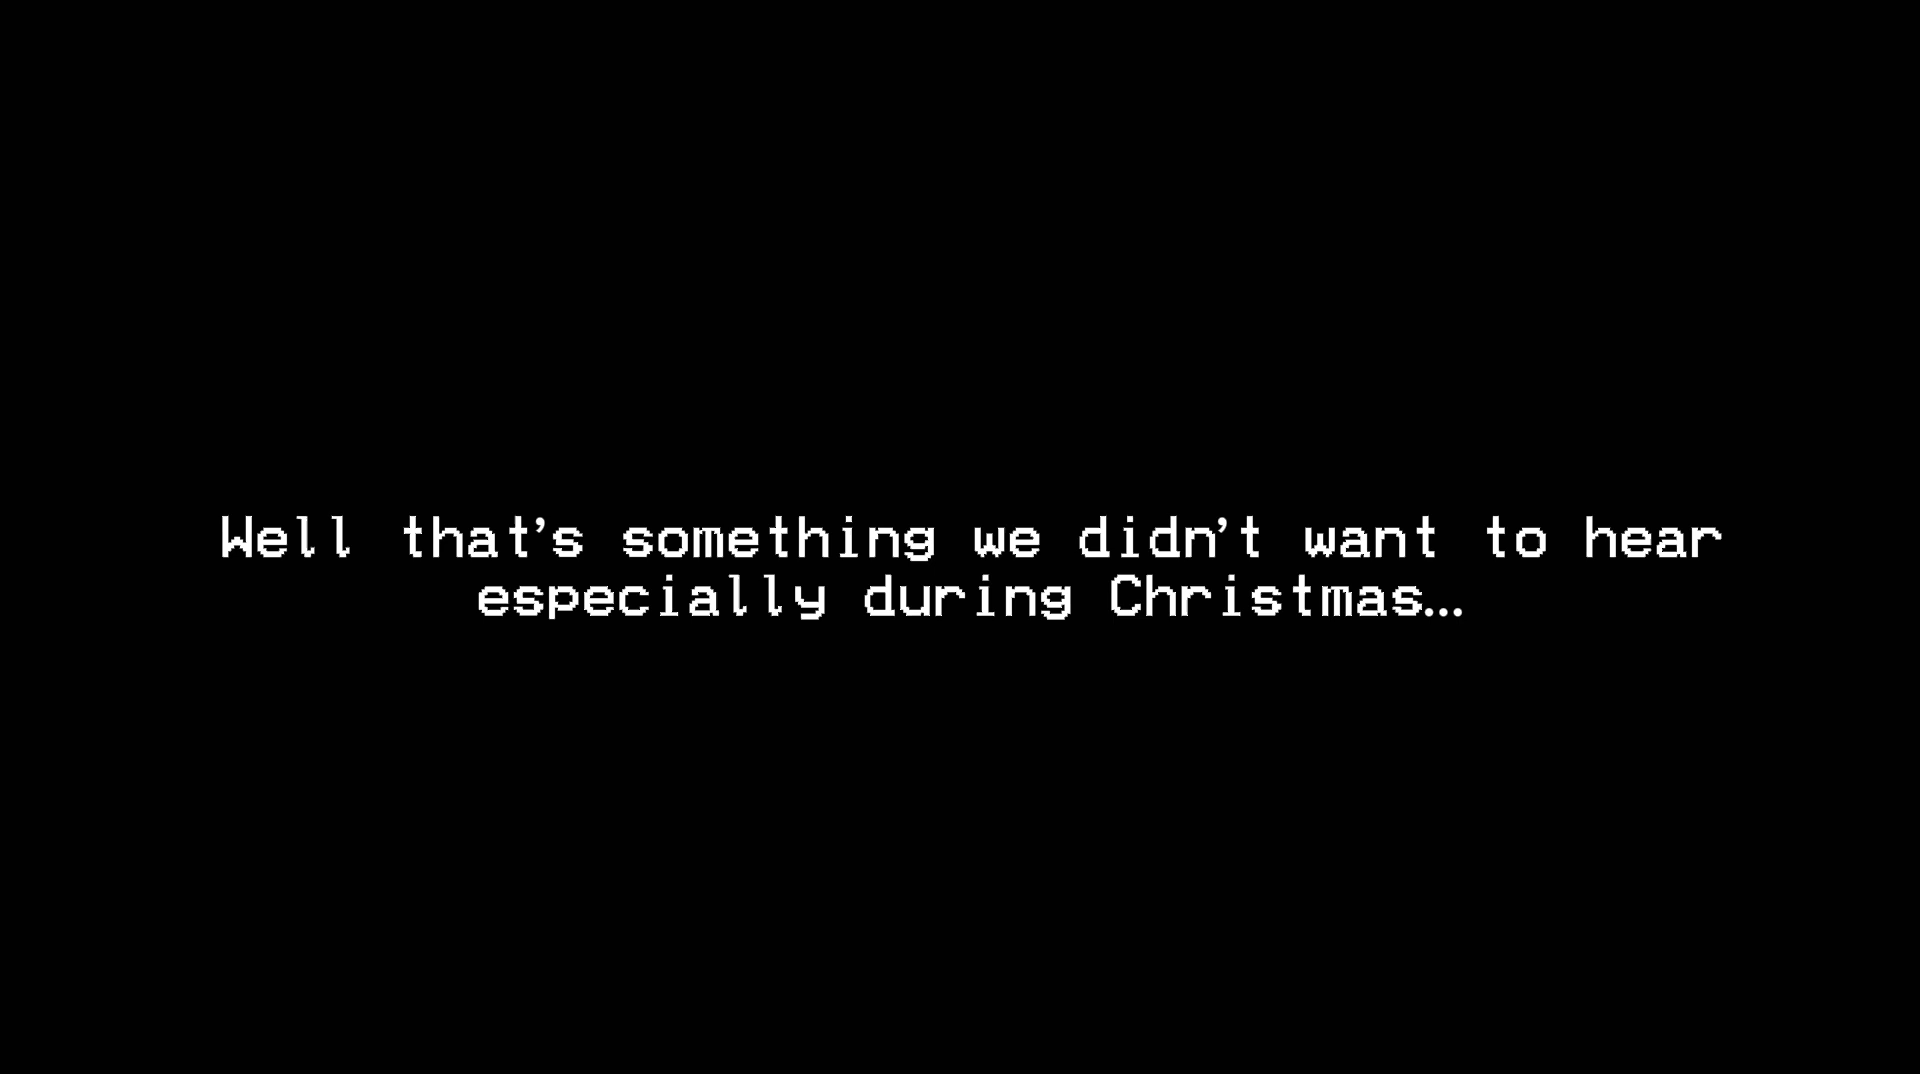 Well that's something we didn't want to hear
especially during Christmas...